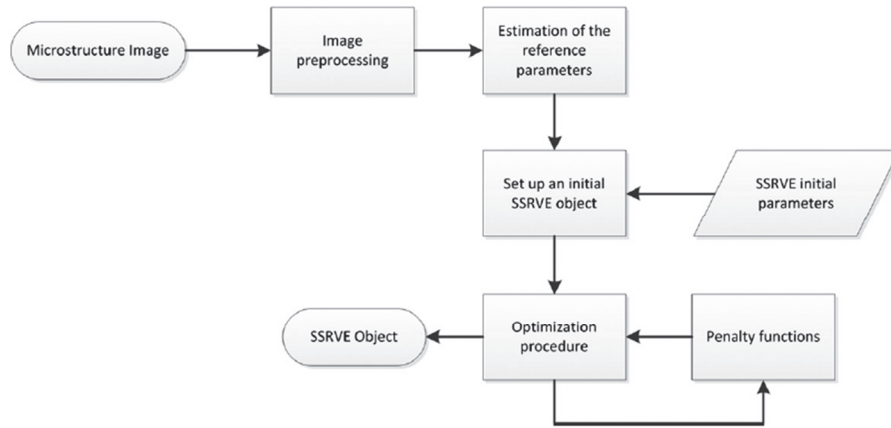 Microstructure Image
Image
preprocessing
Estimation of the
reference
parameters
Set up an initial
SSRVE object
SSRVE initial
parameters
SSRVE Object
Optimization
procedure
Penalty functions